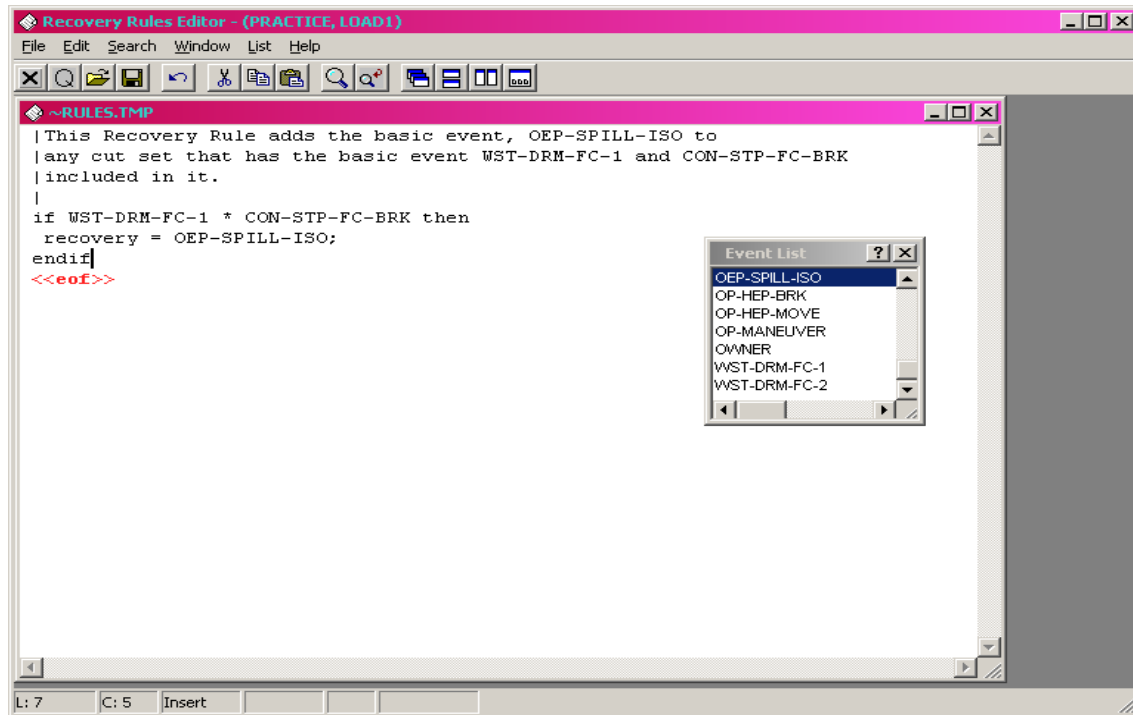 Recovery Rules Editor - (PRACTICE, LOAD1)
File Edit Search Window List Help
~RULES.TMP
|This Recovery Rule adds the basic event, OEP-SPILL-ISO to
|any cut set that has the basic event WST-DRM-FC-1 and CON-STP-FC-BRK
|included in it.
|
if WST-DRM-FC-1 * CON-STP-FC-BRK then
recovery = OEP-SPILL-ISO;
endif
<<eof>>
Event List
OEP-SPILL-ISO
OP-HEP-BRK
OP-HEP-MOVE
OP-MANEUVER
OWNER
WST-DRM-FC-1
WST-DRM-FC-2
L: 7 C: 5 Insert